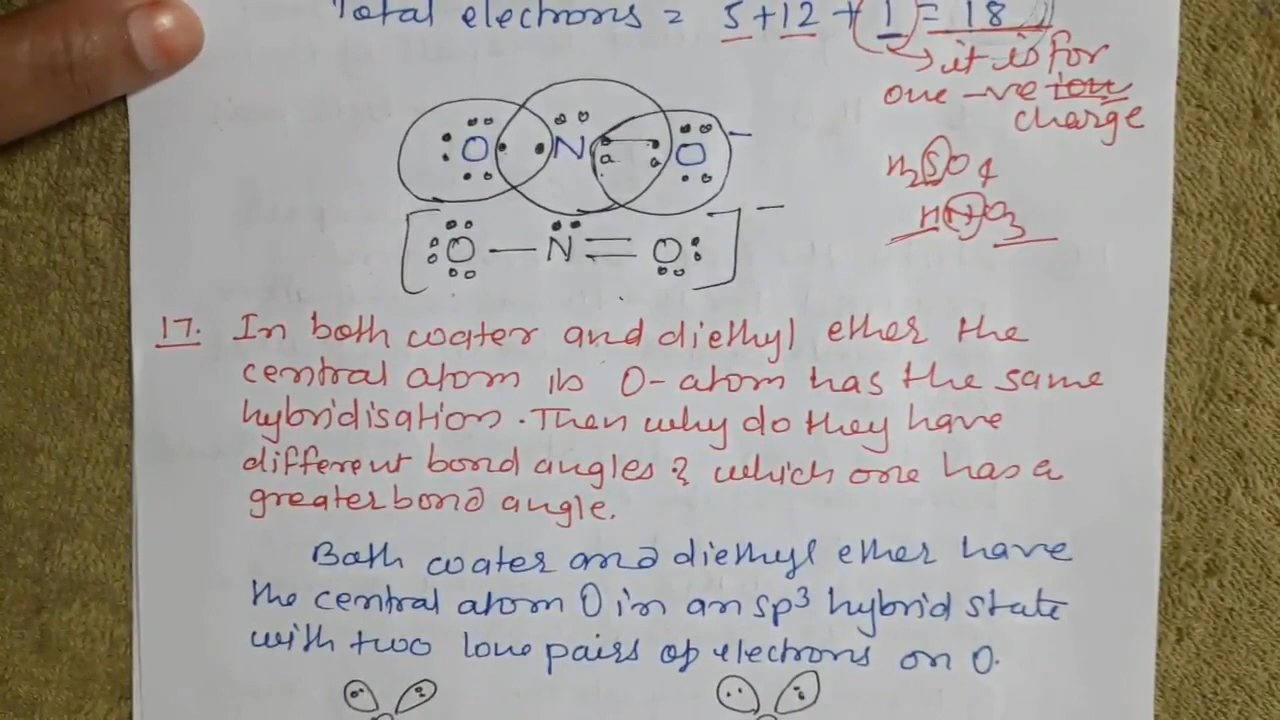 Total electrons = 5+12+(1)=18
→ it is for
one -ve ion
charge
O N O -
H2SO4
HNO3
[:O — N = O:] -
17. In both water and diethyl ether the
central atom is O-atom has the same
hybridisation. Then why do they have
different bond angles? which one has a
greater bond angle.
Both water and diethyl ether have
the central atom O in an sp³ hybrid state
with two lone pairs of electrons on O.